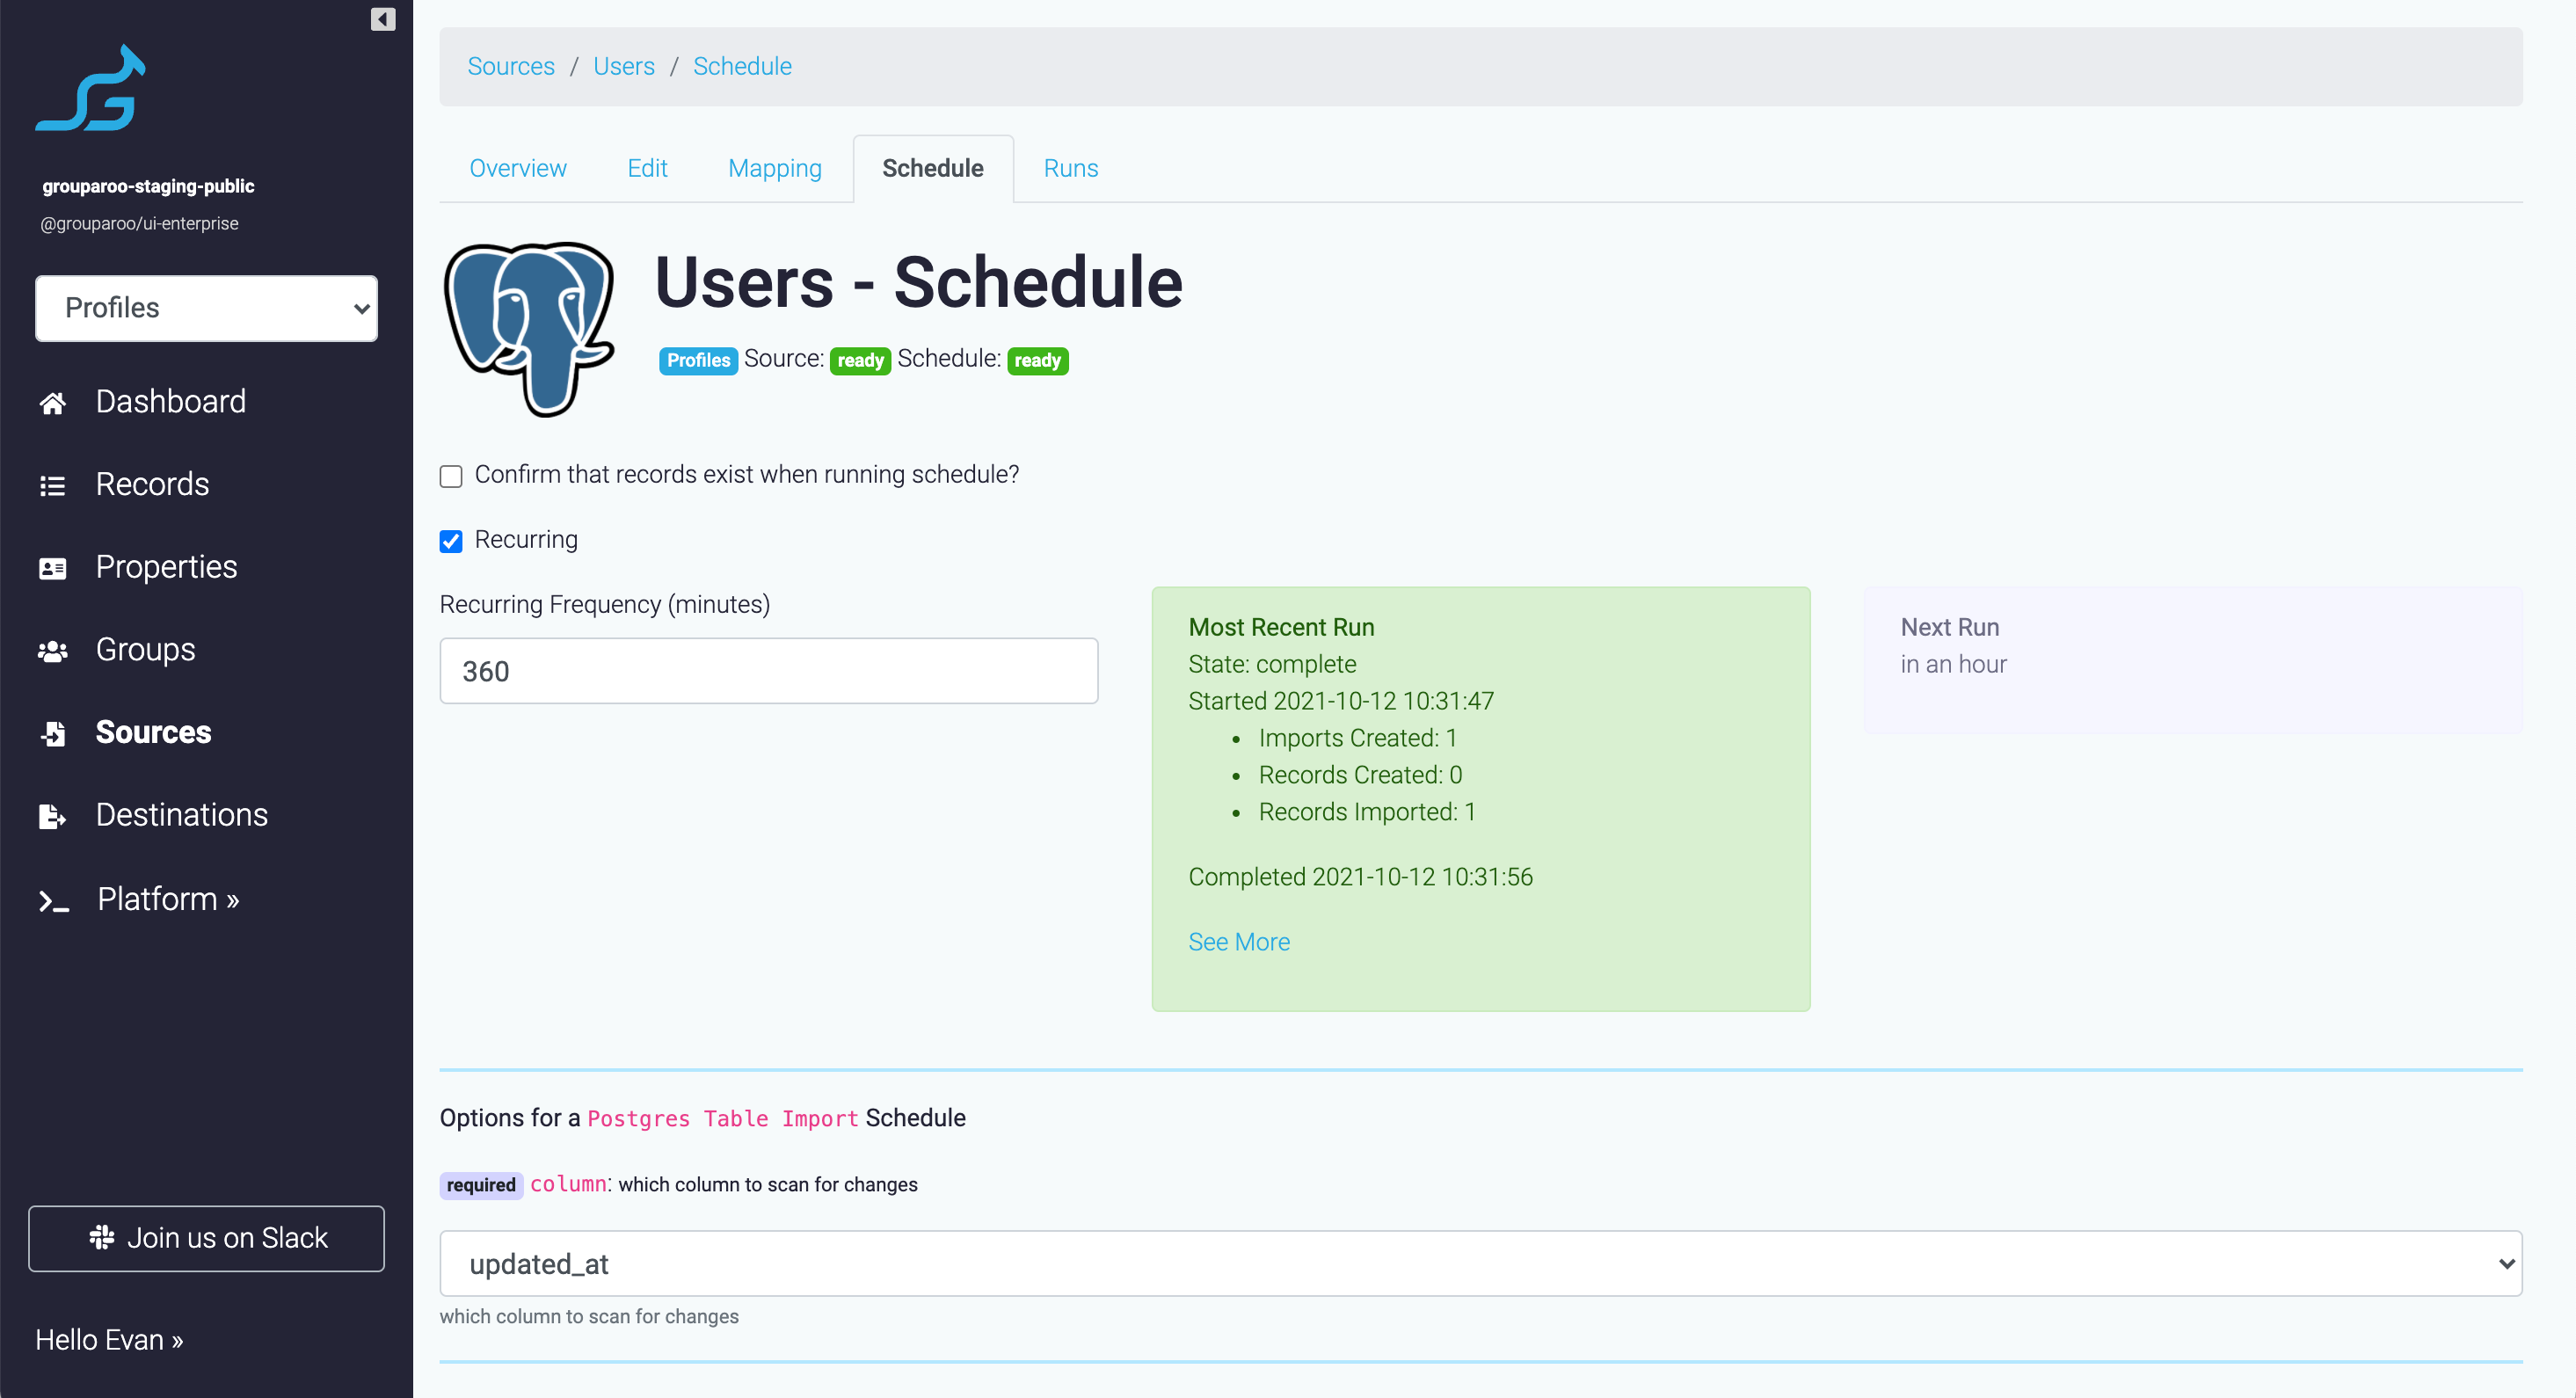 grouparoo-staging-public
@grouparoo/ui-enterprise
Profiles
Dashboard
Records
Properties
Groups
Sources
Destinations
Platform »
Join us on Slack
Hello Evan »
Sources / Users / Schedule
Overview Edit Mapping Schedule Runs
Users - Schedule
Profiles Source: ready Schedule: ready
Confirm that records exist when running schedule?
Recurring
Recurring Frequency (minutes)
360
Most Recent Run
State: complete
Started 2021-10-12 10:31:47
• Imports Created: 1
• Records Created: 0
• Records Imported: 1
Completed 2021-10-12 10:31:56
See More
Next Run
in an hour
Options for a Postgres Table Import Schedule
required column: which column to scan for changes
updated_at
which column to scan for changes